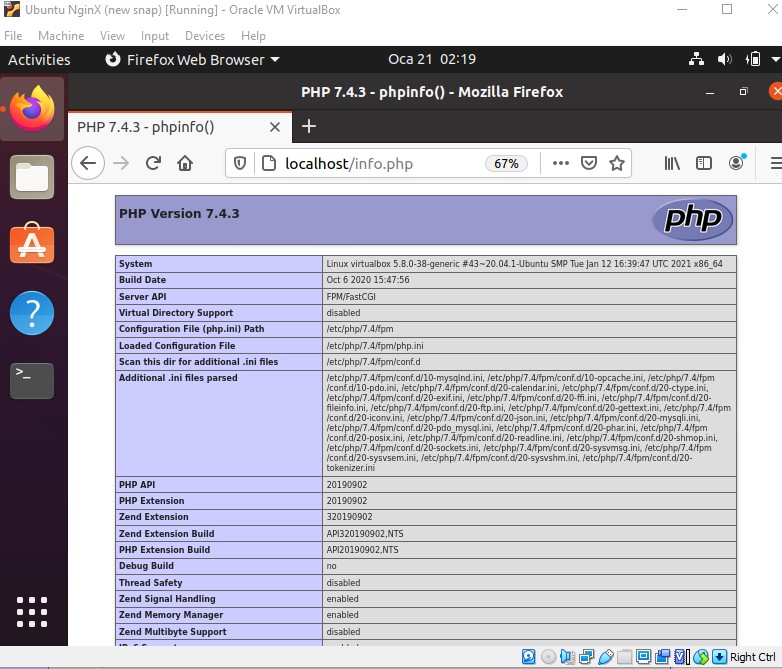 Ubuntu NginX (new snap) [Running] - Oracle VM VirtualBox
File Machine View Input Devices Help
Activities Firefox Web Browser Oca 21 02:19
PHP 7.4.3 - phpinfo() - Mozilla Firefox
PHP 7.4.3 - phpinfo()
localhost/info.php 67%
PHP Version 7.4.3
php
System Linux virtualbox 5.8.0-38-generic #43~20.04.1-Ubuntu SMP Tue Jan 12 16:39:47 UTC 2021 x86_64
Build Date Oct 6 2020 15:47:56
Server API FPM/FastCGI
Virtual Directory Support disabled
Configuration File (php.ini) Path /etc/php/7.4/fpm
Loaded Configuration File /etc/php/7.4/fpm/php.ini
Scan this dir for additional .ini files /etc/php/7.4/fpm/conf.d
Additional .ini files parsed /etc/php/7.4/fpm/conf.d/10-mysqlnd.ini, /etc/php/7.4/fpm/conf.d/10-opcache.ini, /etc/php/7.4/fpm
/conf.d/10-pdo.ini, /etc/php/7.4/fpm/conf.d/20-calendar.ini, /etc/php/7.4/fpm/conf.d/20-ctype.ini,
/etc/php/7.4/fpm/conf.d/20-exif.ini, /etc/php/7.4/fpm/conf.d/20-ffi.ini, /etc/php/7.4/fpm/conf.d/20-
fileinfo.ini, /etc/php/7.4/fpm/conf.d/20-ftp.ini, /etc/php/7.4/fpm/conf.d/20-gettext.ini, /etc/php/7.4/fpm
/conf.d/20-iconv.ini, /etc/php/7.4/fpm/conf.d/20-json.ini, /etc/php/7.4/fpm/conf.d/20-mysqli.ini,
/etc/php/7.4/fpm/conf.d/20-pdo_mysql.ini, /etc/php/7.4/fpm/conf.d/20-phar.ini, /etc/php/7.4/fpm
/conf.d/20-posix.ini, /etc/php/7.4/fpm/conf.d/20-readline.ini, /etc/php/7.4/fpm/conf.d/20-shmop.ini,
/etc/php/7.4/fpm/conf.d/20-sockets.ini, /etc/php/7.4/fpm/conf.d/20-sysvmsg.ini, /etc/php/7.4/fpm
/conf.d/20-sysvsem.ini, /etc/php/7.4/fpm/conf.d/20-sysvshm.ini, /etc/php/7.4/fpm/conf.d/20-
tokenizer.ini
PHP API 20190902
PHP Extension 20190902
Zend Extension 320190902
Zend Extension Build API320190902,NTS
PHP Extension Build API20190902,NTS
Debug Build no
Thread Safety disabled
Zend Signal Handling enabled
Zend Memory Manager enabled
Zend Multibyte Support disabled
Right Ctrl